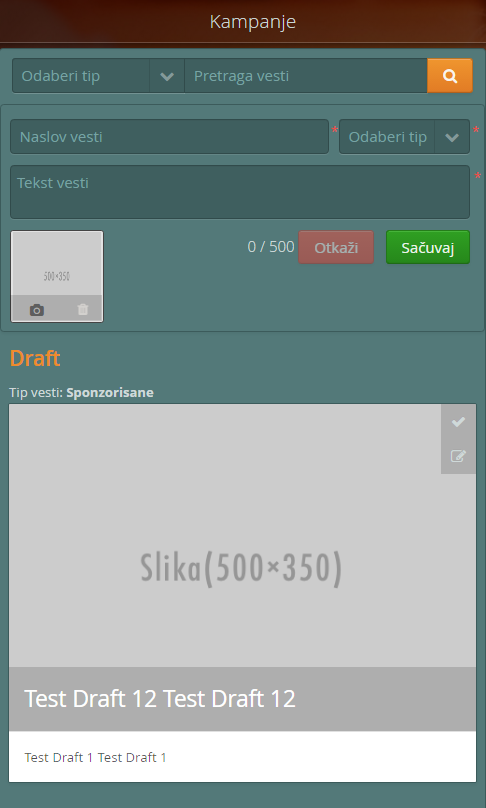 Kampanje
Odaberi tip
Pretraga vesti
Naslov vesti
*
Odaberi tip
*
Tekst vesti
*
500×350
0 / 500
Otkaži
Sačuvaj
Draft
Tip vesti: Sponzorisane
Slika(500×350)
Test Draft 12 Test Draft 12
Test Draft 1 Test Draft 1